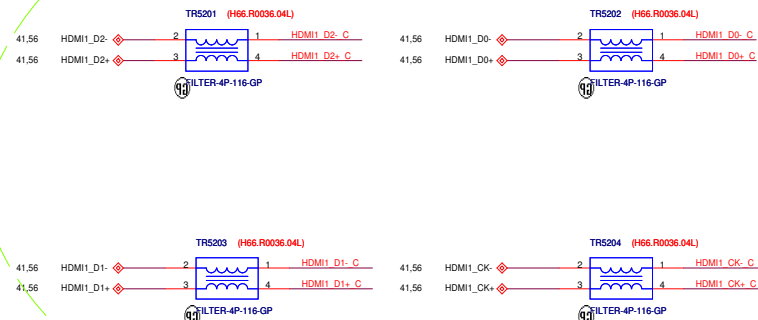 TR5201 (H66.R0036.04L)
41,56 HDMI1_D2- 2 1 HDMI1_D2-_C
41,56 HDMI1_D2+ 3 4 HDMI1_D2+_C
FILTER-4P-116-GP
TR5202 (H66.R0036.04L)
41,56 HDMI1_D0- 2 1 HDMI1_D0-_C
41,56 HDMI1_D0+ 3 4 HDMI1_D0+_C
FILTER-4P-116-GP
TR5203 (H66.R0036.04L)
41,56 HDMI1_D1- 2 1 HDMI1_D1-_C
41,56 HDMI1_D1+ 3 4 HDMI1_D1+_C
FILTER-4P-116-GP
TR5204 (H66.R0036.04L)
41,56 HDMI1_CK- 2 1 HDMI1_CK-_C
41,56 HDMI1_CK+ 3 4 HDMI1_CK+_C
FILTER-4P-116-GP